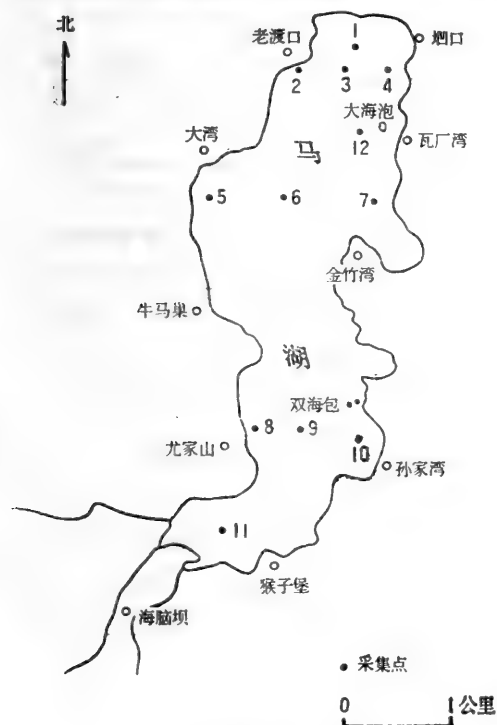 北
1
老渡口
垇口
2
3
4
大海泡
大湾
马
12
瓦厂湾
5
6
7
金竹湾
牛马巢
湖
双海包
8
9
尤家山
10
孙家湾
11
猴子堡
海脑坝
采集点
0
1公里